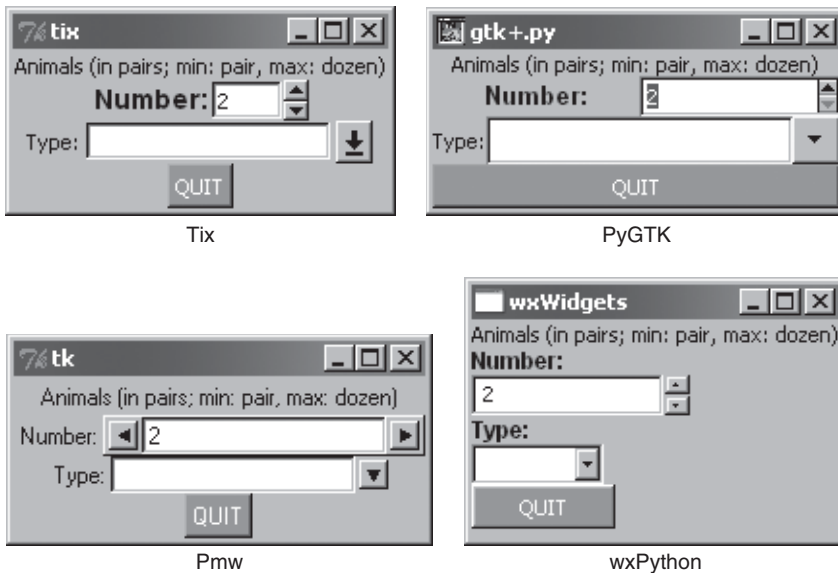 tix
Animals (in pairs; min: pair, max: dozen)
Number: 2
Type:
QUIT
Tix
gtk+.py
Animals (in pairs; min: pair, max: dozen)
Number: 2
Type:
QUIT
PyGTK
tk
Animals (in pairs; min: pair, max: dozen)
Number: 2
Type:
QUIT
Pmw
wxWidgets
Animals (in pairs; min: pair, max: dozen)
Number:
2
Type:
QUIT
wxPython